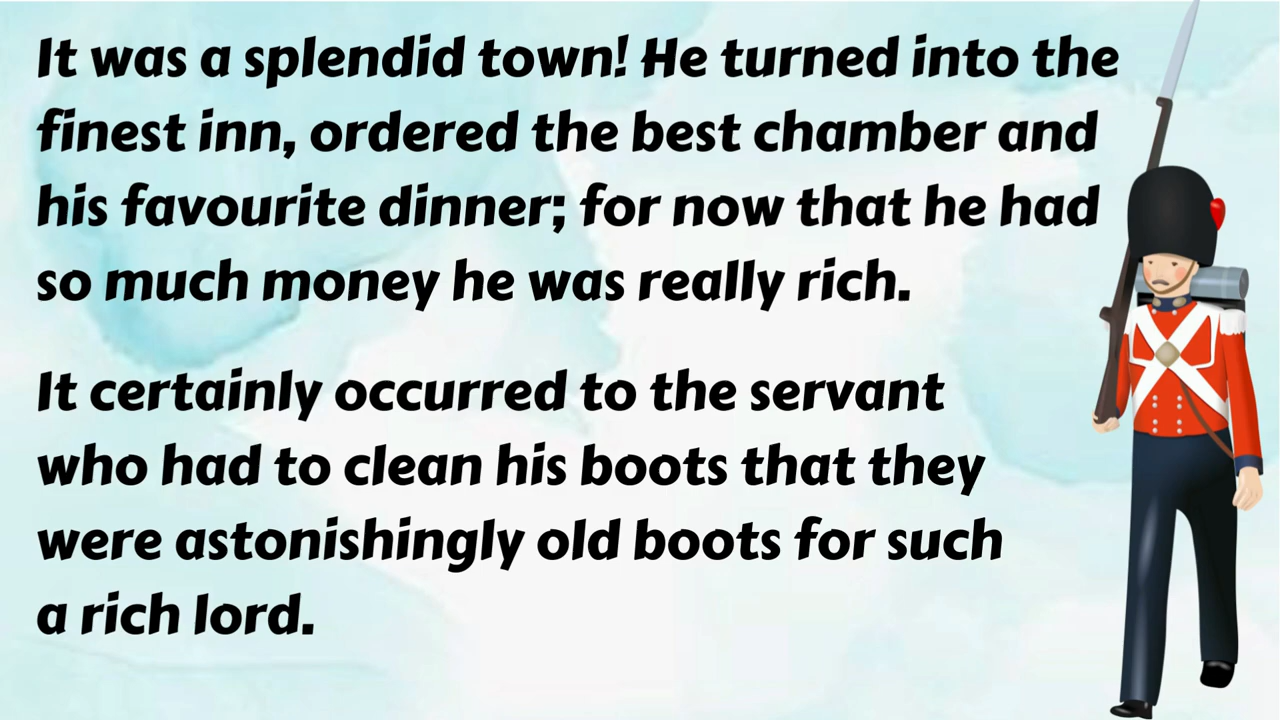 It was a splendid town! He turned into the
finest inn, ordered the best chamber and
his favourite dinner; for now that he had
so much money he was really rich.
It certainly occurred to the servant
who had to clean his boots that they
were astonishingly old boots for such
a rich lord.